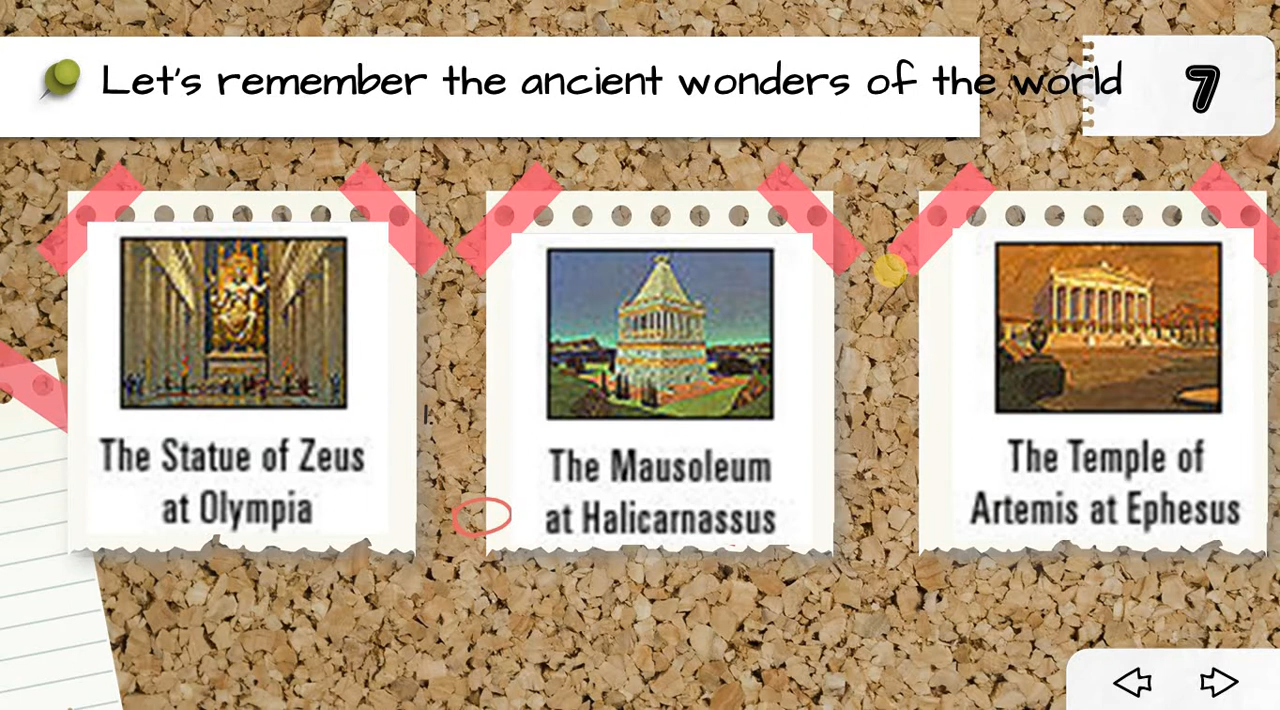 Let's remember the ancient wonders of the world
7
The Statue of Zeus
at Olympia
The Mausoleum
at Halicarnassus
The Temple of
Artemis at Ephesus